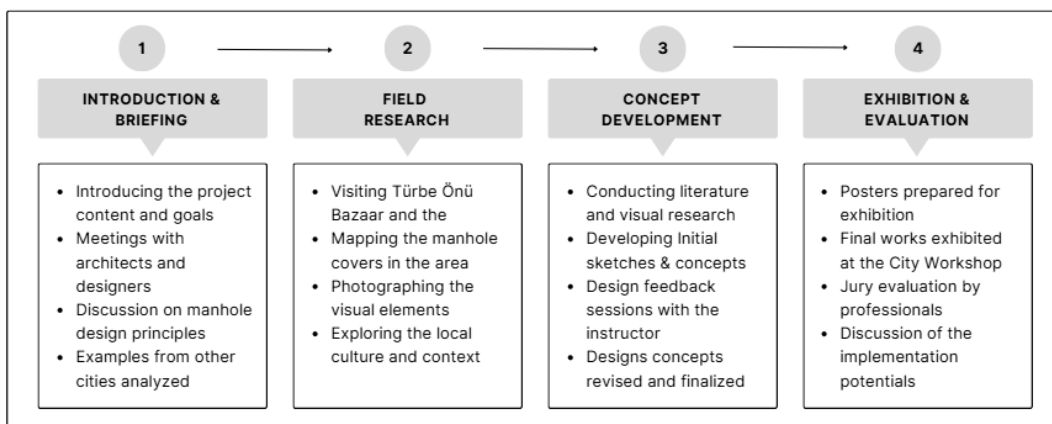 1
INTRODUCTION &
BRIEFING
• Introducing the project
content and goals
• Meetings with
architects and
designers
• Discussion on manhole
design principles
• Examples from other
cities analyzed
2
FIELD
RESEARCH
• Visiting Türbe Önü
Bazaar and the
• Mapping the manhole
covers in the area
• Photographing the
visual elements
• Exploring the local
culture and context
3
CONCEPT
DEVELOPMENT
• Conducting literature
and visual research
• Developing Initial
sketches & concepts
• Design feedback
sessions with the
instructor
• Designs concepts
revised and finalized
4
EXHIBITION &
EVALUATION
• Posters prepared for
exhibition
• Final works exhibited
at the City Workshop
• Jury evaluation by
professionals
• Discussion of the
implementation
potentials